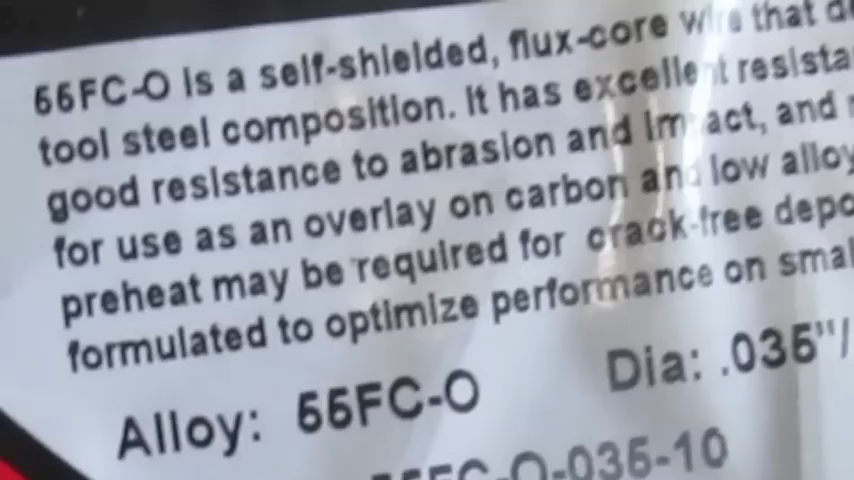 55FC-O is a self-shielded, flux-core wire that d
tool steel composition. It has excellent resista
good resistance to abrasion and impact, and
for use as an overlay on carbon and low alloy
preheat may be required for crack-free depo
formulated to optimize performance on smal
Alloy: 55FC-O Dia: .035"/
55FC-O-035-10